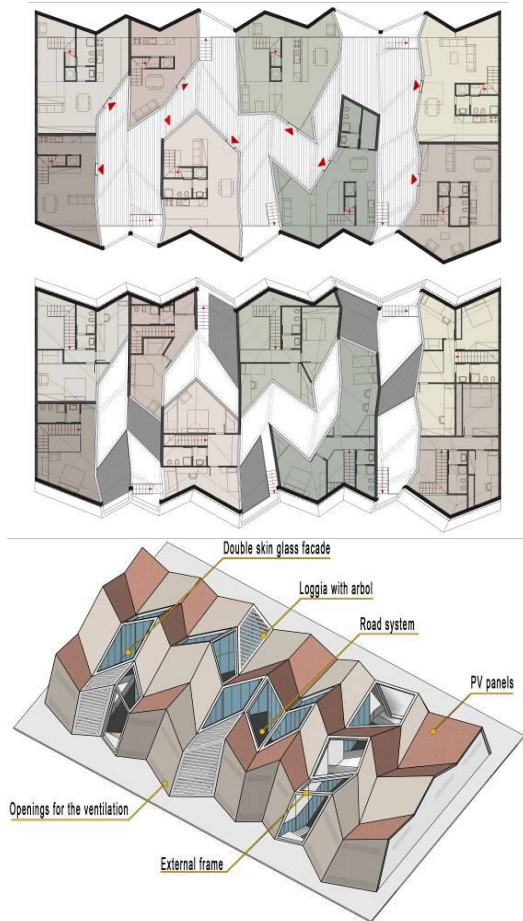 Double skin glass facade
Loggia with arbol
Road system
PV panels
Openings for the ventilation
External frame